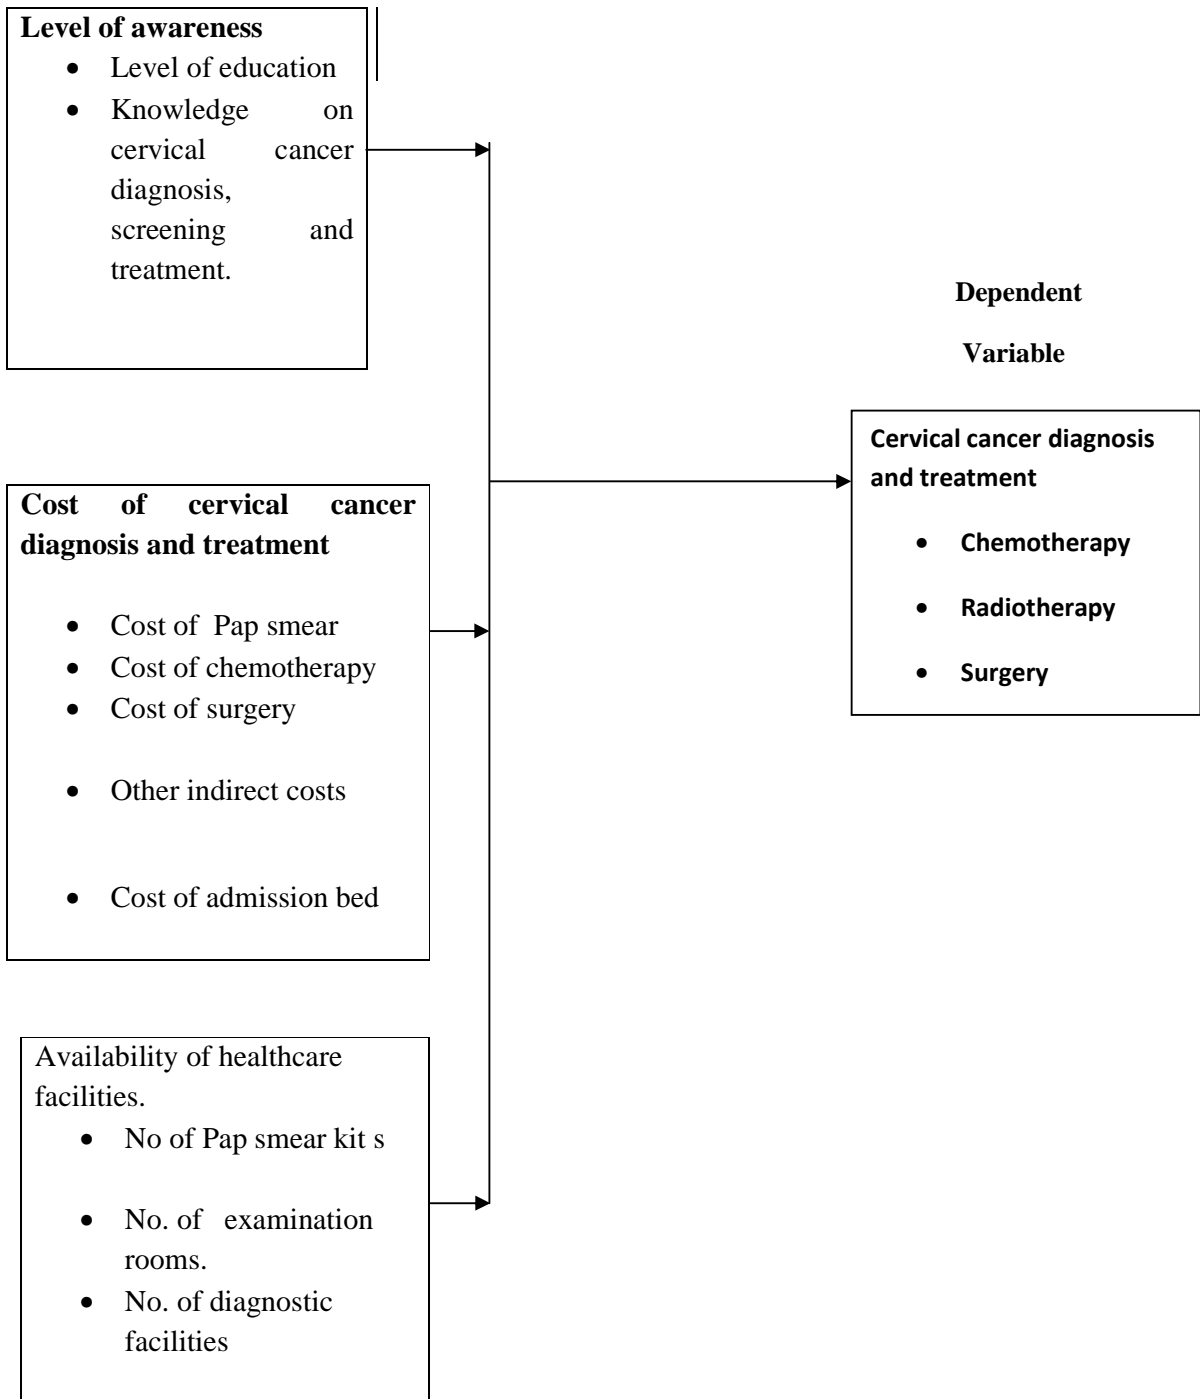 Level of awareness
• Level of education
• Knowledge on
cervical cancer
diagnosis,
screening and
treatment.
Dependent
Variable
Cervical cancer diagnosis
and treatment
• Chemotherapy
• Radiotherapy
• Surgery
Cost of cervical cancer
diagnosis and treatment
• Cost of Pap smear
• Cost of chemotherapy
• Cost of surgery
• Other indirect costs
• Cost of admission bed
Availability of healthcare
facilities.
• No of Pap smear kit s
• No. of examination
rooms.
• No. of diagnostic
facilities